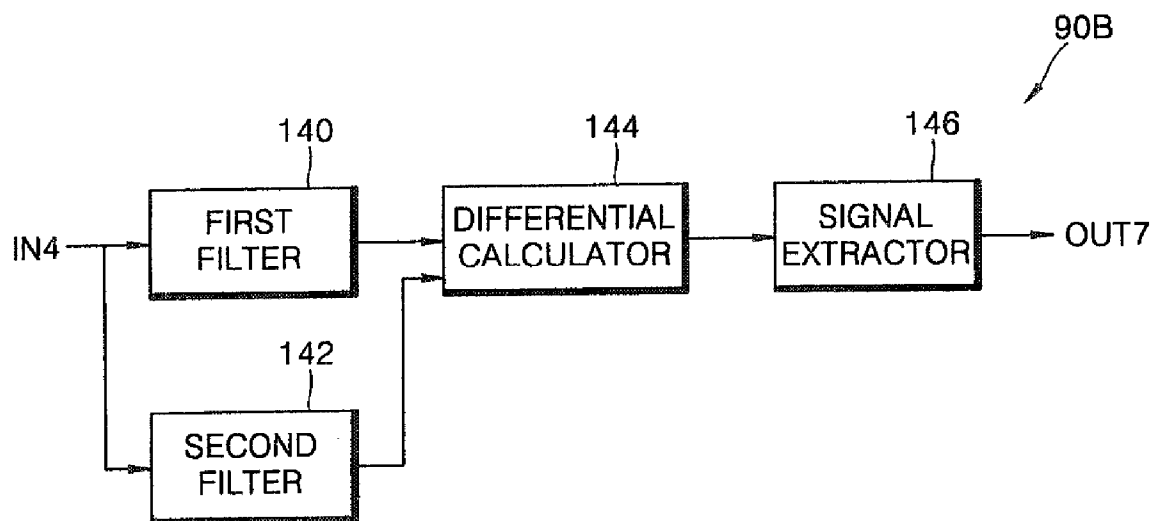 90B
140
144
146
IN4
FIRST
FILTER
DIFFERENTIAL
CALCULATOR
SIGNAL
EXTRACTOR
OUT7
142
SECOND
FILTER